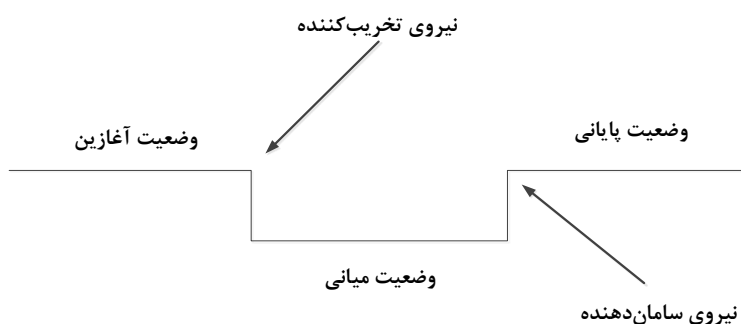 نیروی تخریب‌کننده
وضعیت پایانی
وضعیت آغازین
وضعیت میانی
نیروی سامان‌دهنده